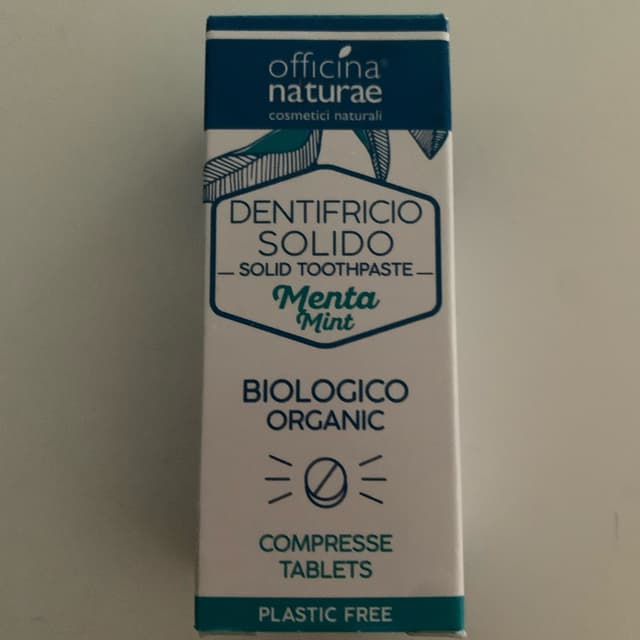 officina®
naturae
cosmetici naturali
DENTIFRICIO
SOLIDO
SOLID TOOTHPASTE
Menta
Mint
BIOLOGICO
ORGANIC
COMPRESSE
TABLETS
PLASTIC FREE